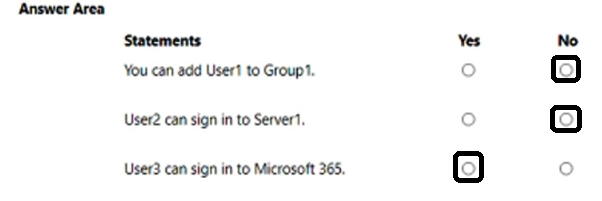 Answer Area
Statements Yes No
You can add User1 to Group1.
User2 can sign in to Server1.
User3 can sign in to Microsoft 365.